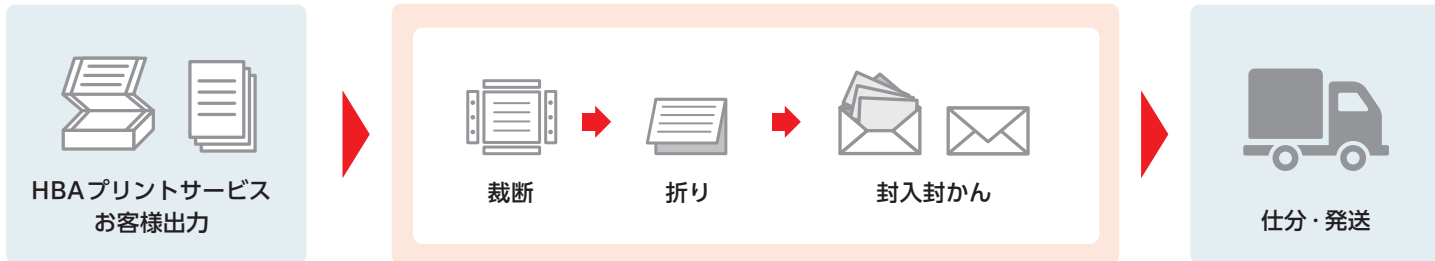 HBAプリントサービス
お客様出力
裁断
折り
封入封かん
仕分・発送